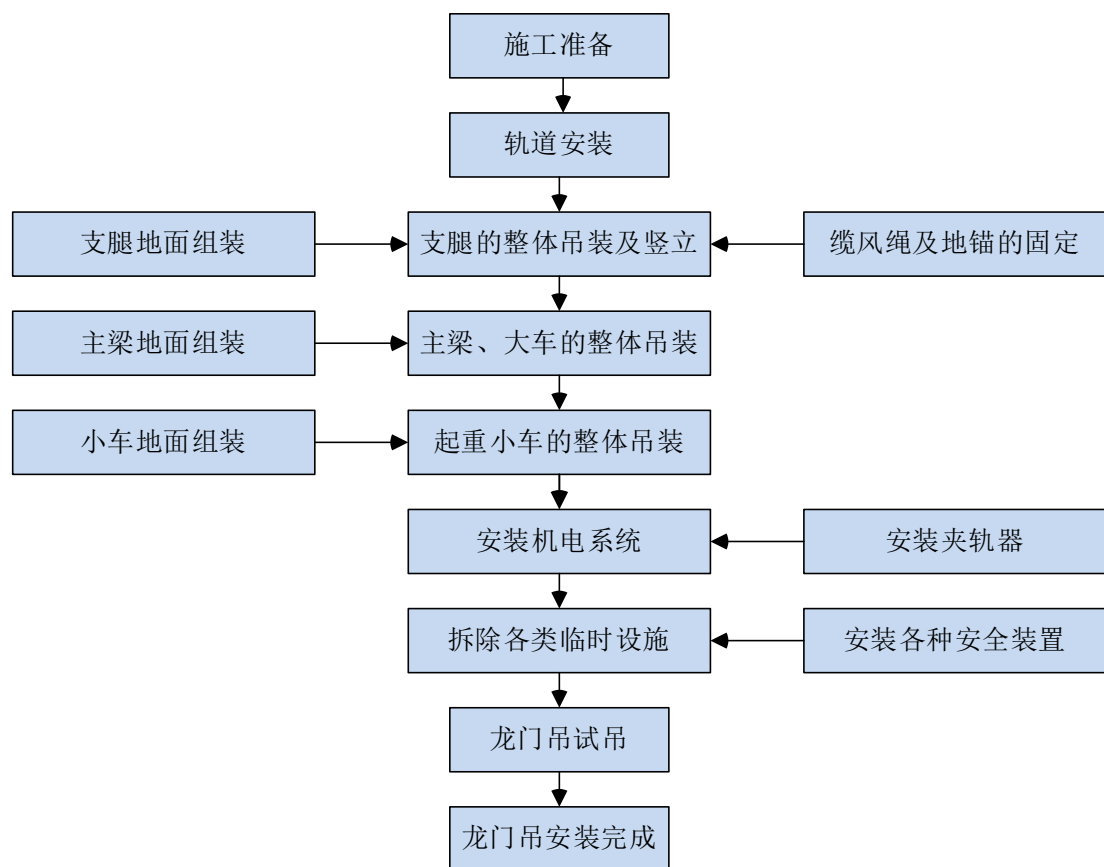 施工准备
轨道安装
支腿地面组装
支腿的整体吊装及竖立
缆风绳及地锚的固定
主梁地面组装
主梁、大车的整体吊装
小车地面组装
起重小车的整体吊装
安装机电系统
安装夹轨器
拆除各类临时设施
安装各种安全装置
龙门吊试吊
龙门吊安装完成